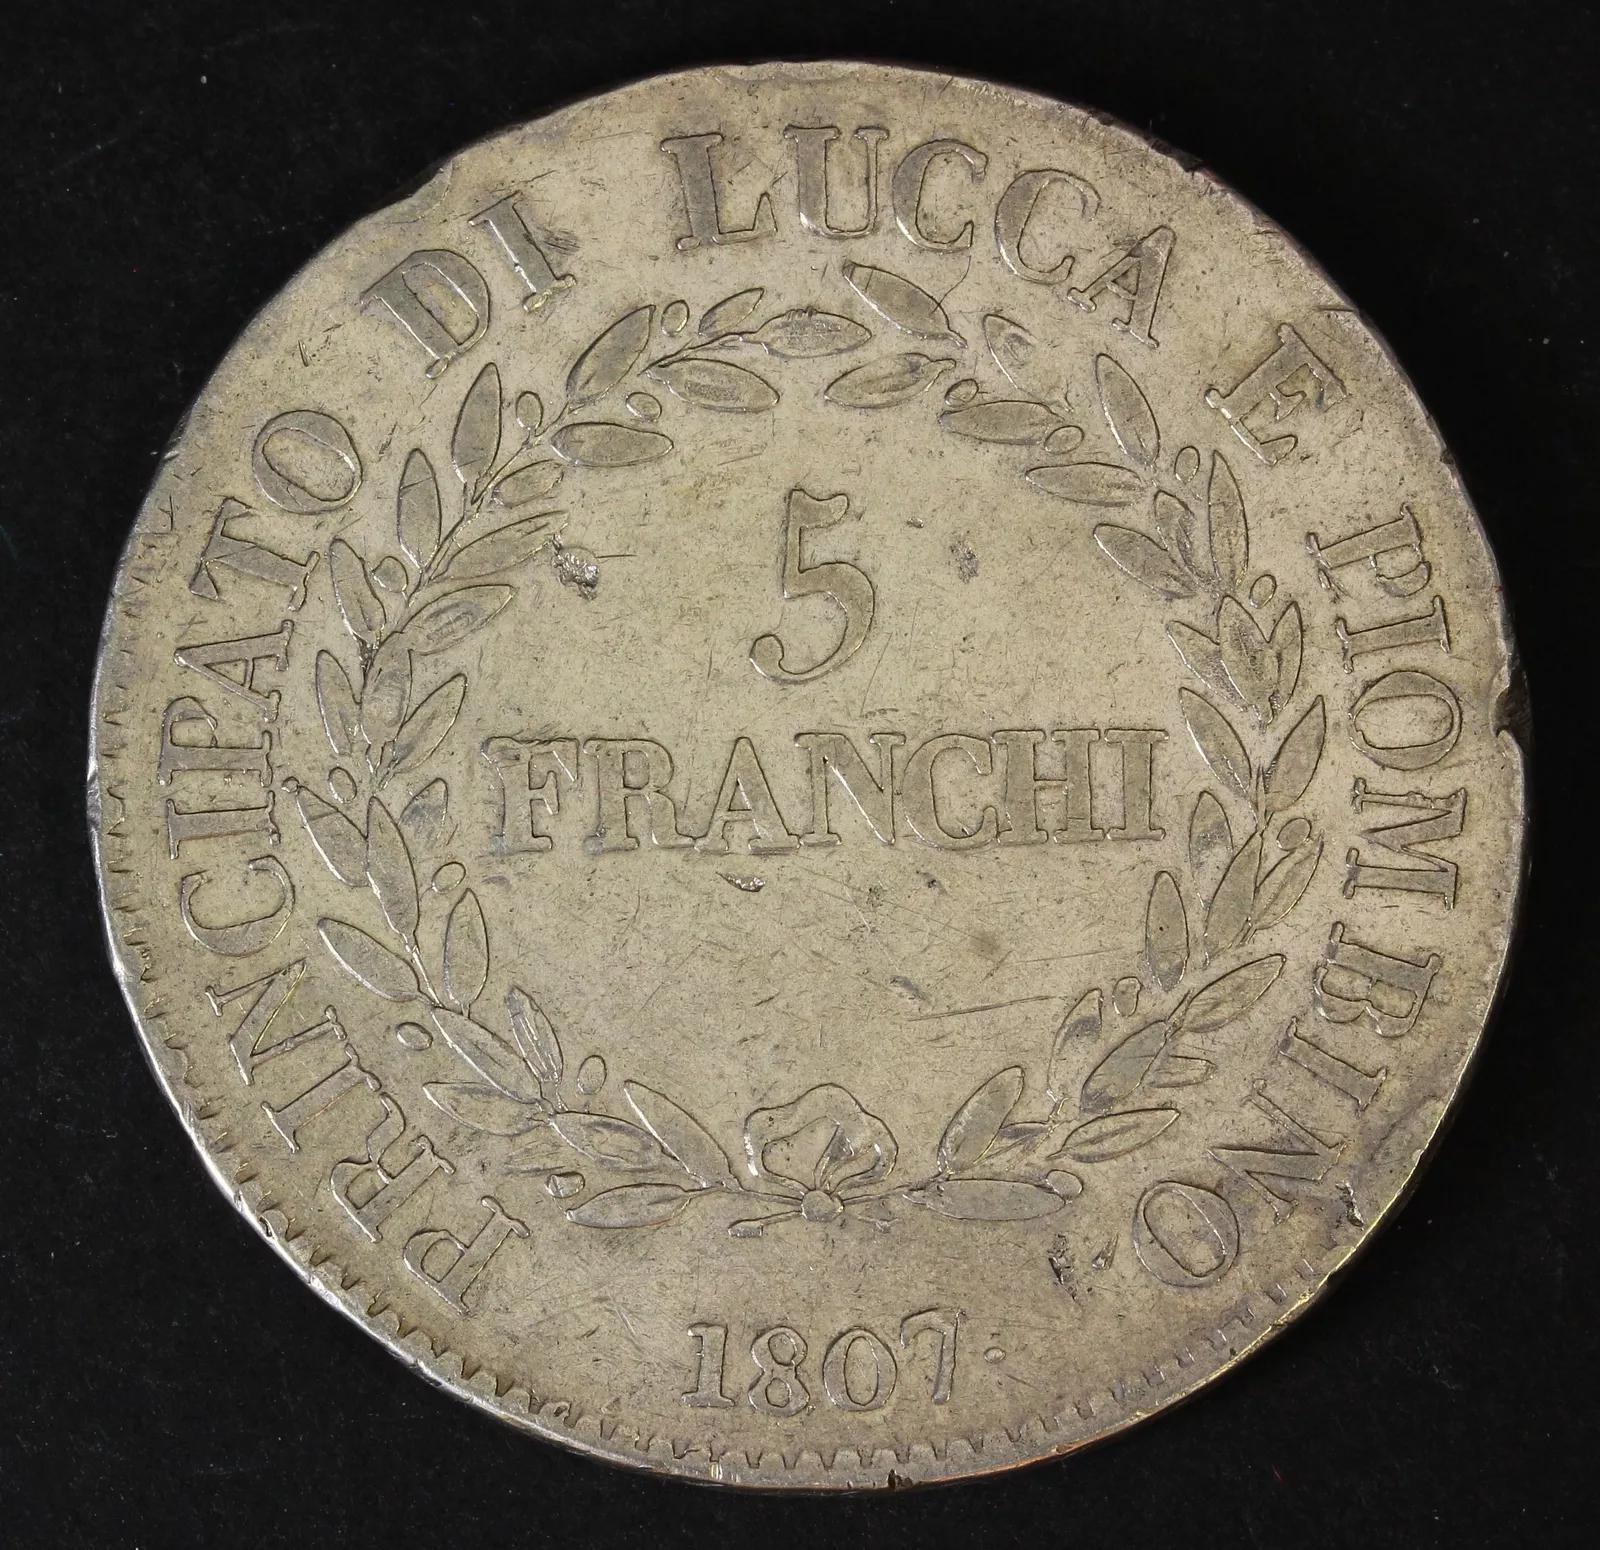 PRINCIPATO DI LUCCA E PIOMBINO
5
FRANCHI
1807.